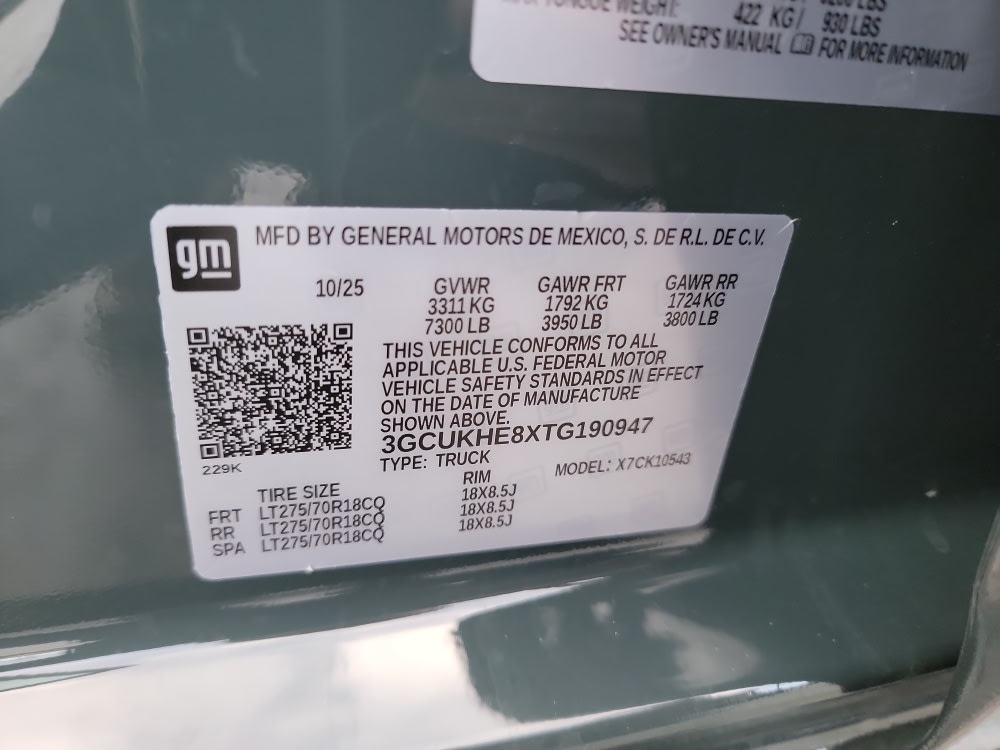 TONGUE WEIGHT: 422 KG/ 930 LBS
SEE OWNER'S MANUAL FOR MORE INFORMATION
gm
MFD BY GENERAL MOTORS DE MEXICO, S. DE R.L. DE C.V.
10/25 GVWR GAWR FRT GAWR RR
3311 KG 1792 KG 1724 KG
7300 LB 3950 LB 3800 LB
THIS VEHICLE CONFORMS TO ALL
APPLICABLE U.S. FEDERAL MOTOR
VEHICLE SAFETY STANDARDS IN EFFECT
ON THE DATE OF MANUFACTURE
SHOWN ABOVE.
3GCUKHE8XTG190947
229K
TYPE: TRUCK MODEL: X7CK10543
TIRE SIZE RIM
FRT LT275/70R18CQ 18X8.5J
RR LT275/70R18CQ 18X8.5J
SPA LT275/70R18CQ 18X8.5J